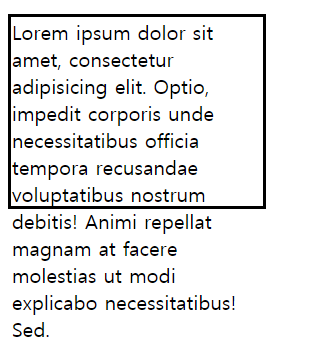 Lorem ipsum dolor sit
amet, consectetur
adipisicing elit. Optio,
impedit corporis unde
necessitatibus officia
tempora recusandae
voluptatibus nostrum
debitis! Animi repellat
magnam at facere
molestias ut modi
explicabo necessitatibus!
Sed.